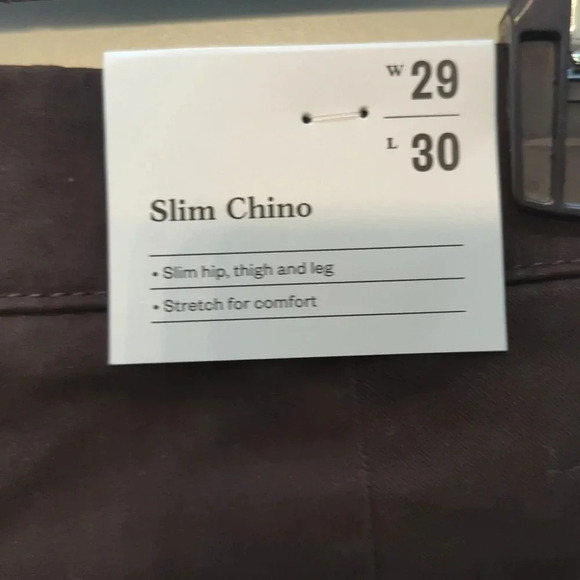 W 29
L 30
Slim Chino
• Slim hip, thigh and leg
• Stretch for comfort